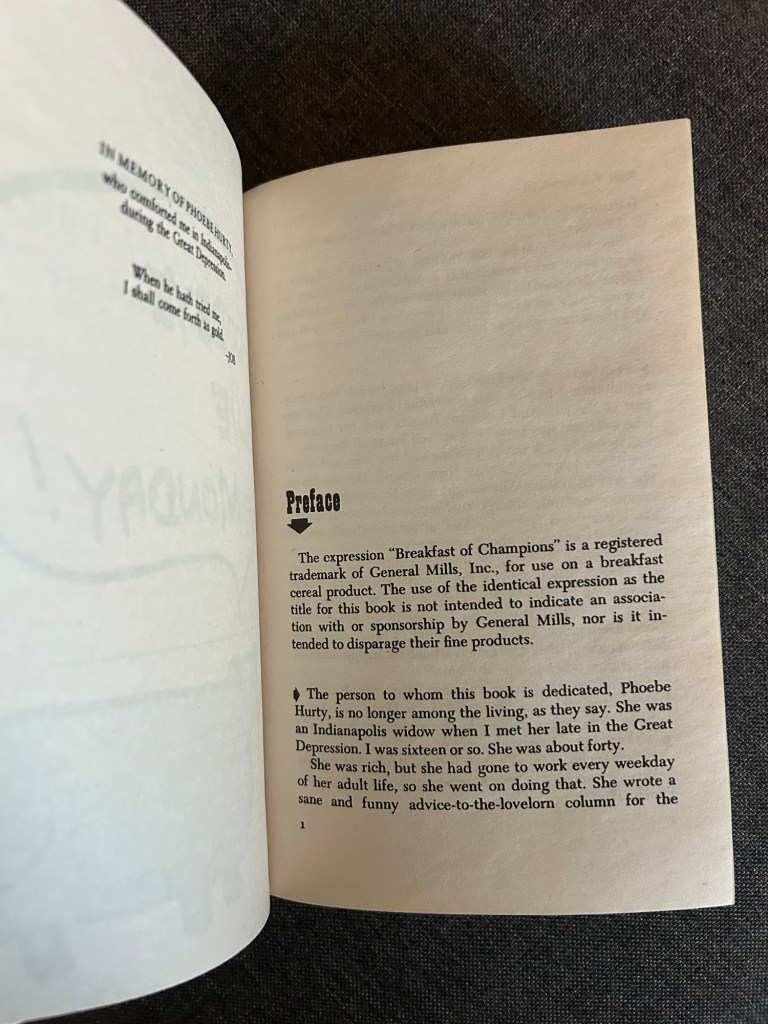 IN MEMORY OF PHOEBE HURTY,
who comforted me in Indianapolis–
during the Great Depression.
When he hath tried me,
I shall come forth as gold.
–JOB
Preface
The expression “Breakfast of Champions” is a registered
trademark of General Mills, Inc., for use on a breakfast
cereal product. The use of the identical expression as the
title for this book is not intended to indicate an associa-
tion with or sponsorship by General Mills, nor is it in-
tended to disparage their fine products.
The person to whom this book is dedicated, Phoebe
Hurty, is no longer among the living, as they say. She was
an Indianapolis widow when I met her late in the Great
Depression. I was sixteen or so. She was about forty.
She was rich, but she had gone to work every weekday
of her adult life, so she went on doing that. She wrote a
sane and funny advice-to-the-lovelorn column for the
1